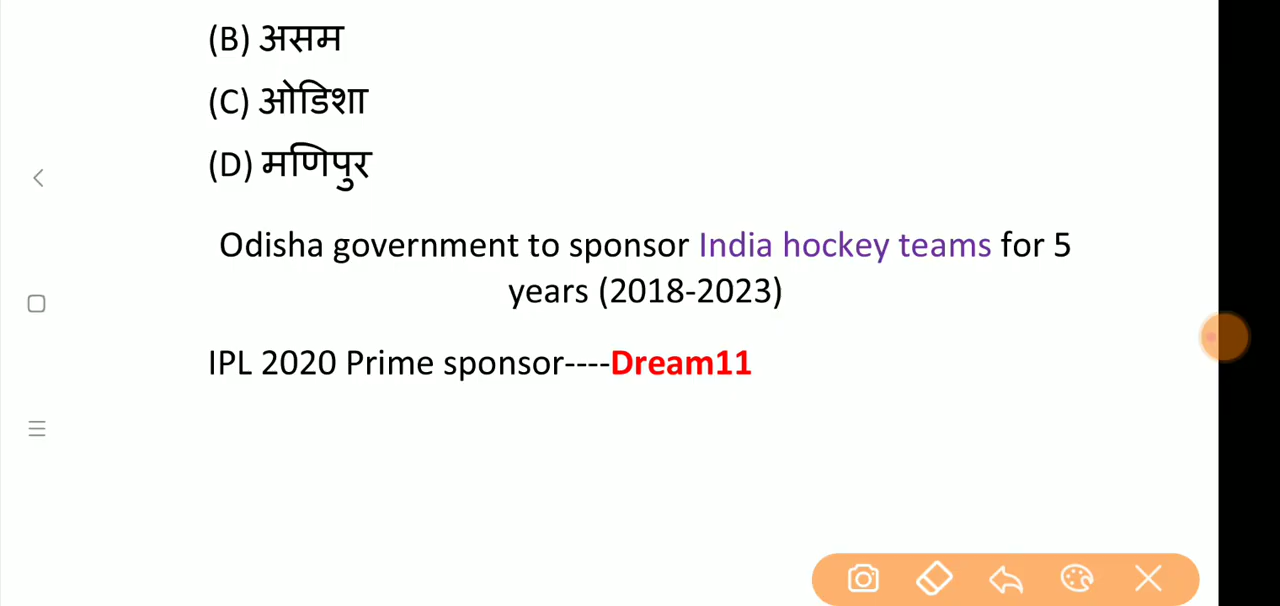 (B) असम
(C) ओडिशा
(D) मणिपुर
Odisha government to sponsor India hockey teams for 5
years (2018-2023)
IPL 2020 Prime sponsor----Dream11